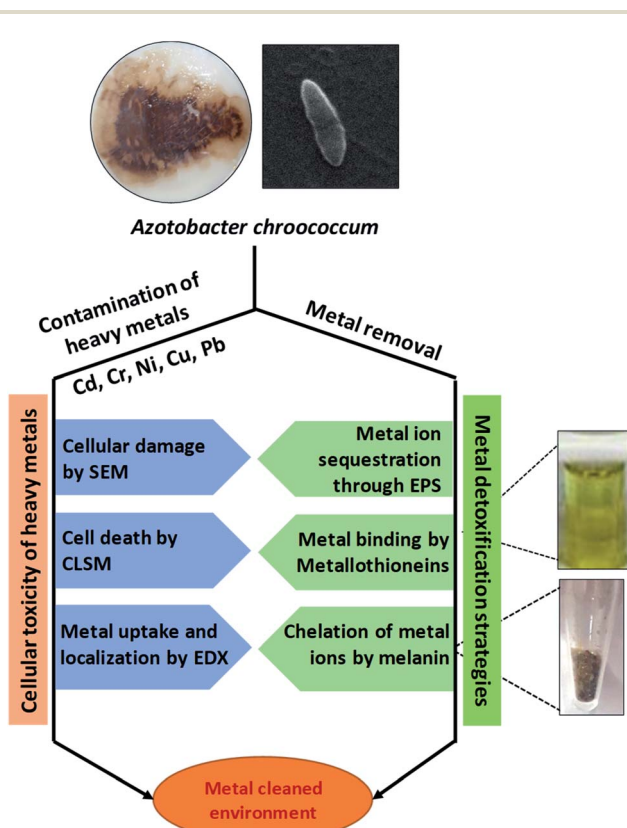 Azotobacter chroococcum
Contamination of
heavy metals
Cd, Cr, Ni, Cu, Pb
Metal removal
Cellular toxicity of heavy metals
Cellular damage
by SEM
Cell death by
CLSM
Metal uptake and
localization by EDX
Metal ion
sequestration
through EPS
Metal binding by
Metallothioneins
Chelation of metal
ions by melanin
Metal detoxification strategies
Metal cleaned
environment